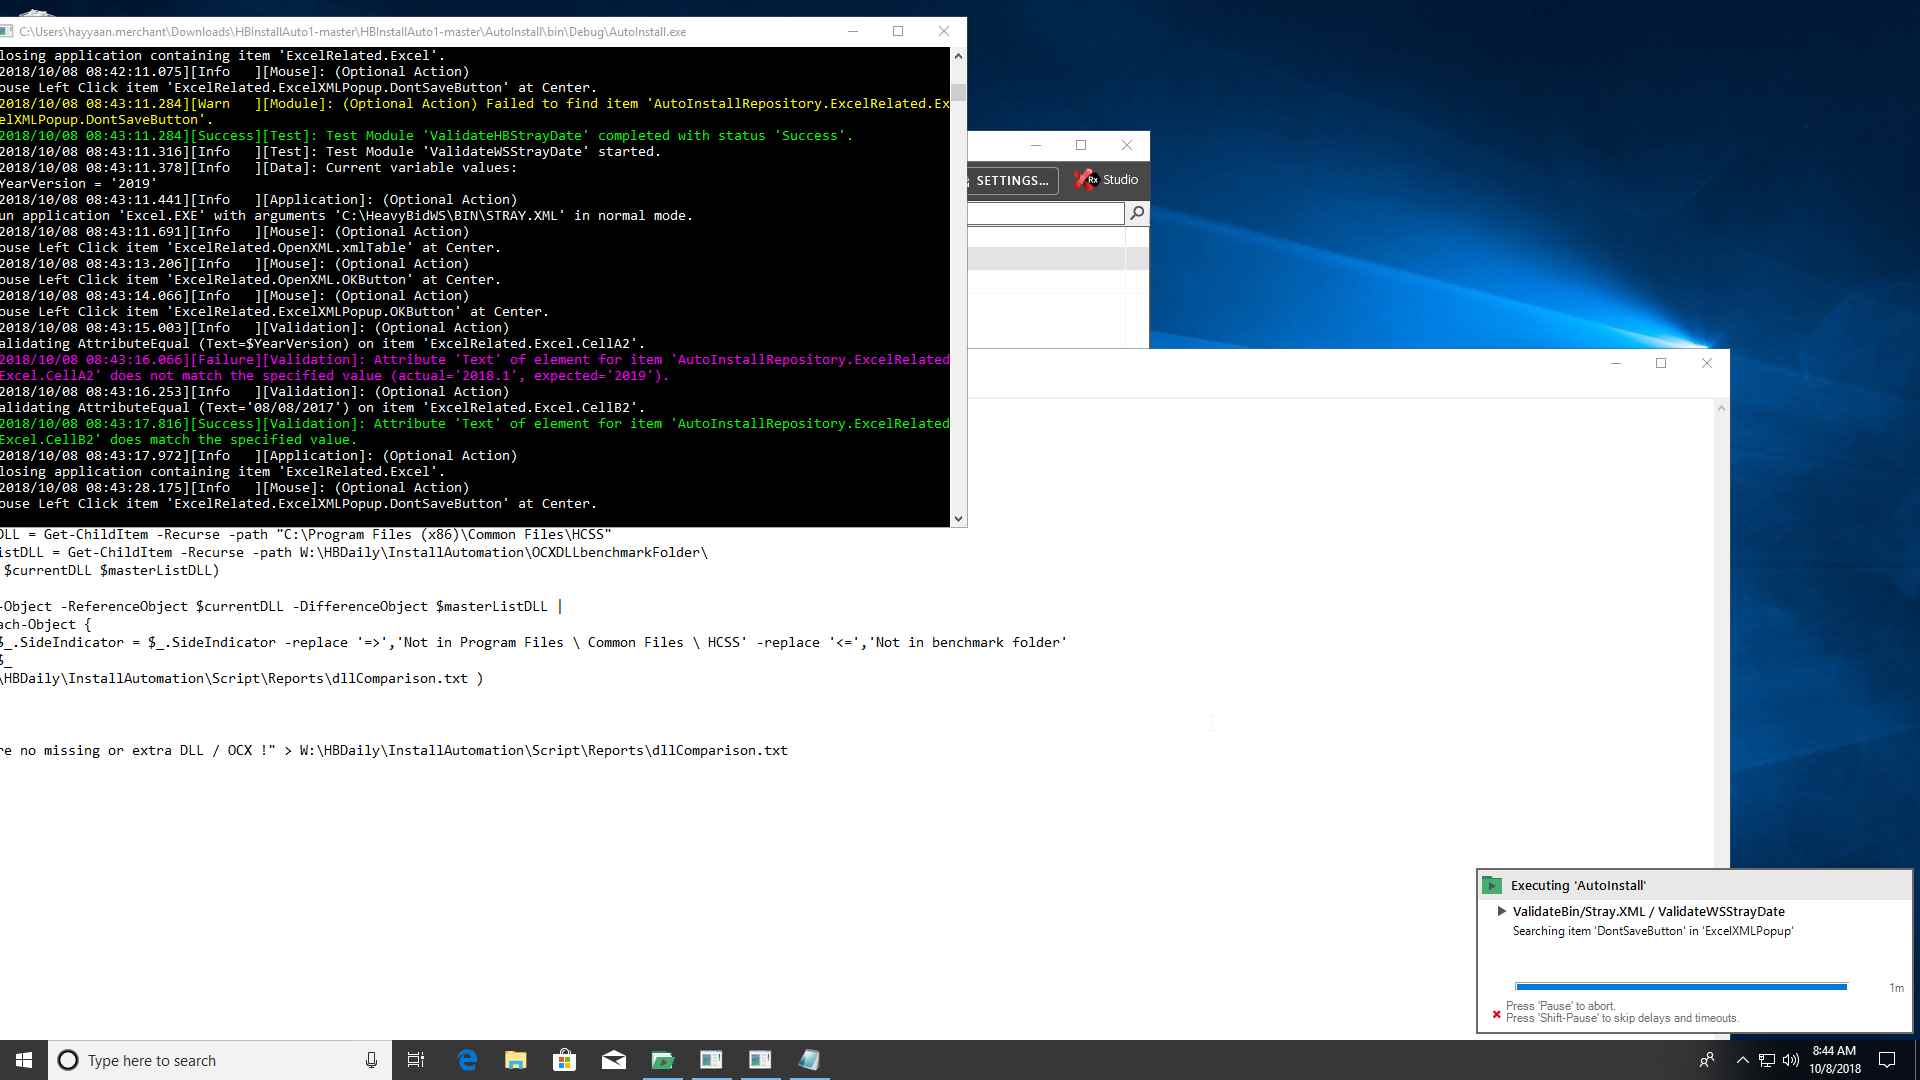 C:\Users\hayyaan.merchant\Downloads\HBInstallAuto1-master\HBInstallAuto1-master\AutoInstall\bin\Debug\AutoInstall.exe
losing application containing item 'ExcelRelated.Excel'.
2018/10/08 08:42:11.075][Info   ][Mouse]: (Optional Action)
ouse Left Click item 'ExcelRelated.ExcelXMLPopup.DontSaveButton' at Center.
2018/10/08 08:43:11.284][Warn   ][Module]: (Optional Action) Failed to find item 'AutoInstallRepository.ExcelRelated.Ex
elXMLPopup.DontSaveButton'.
2018/10/08 08:43:11.284][Success][Test]: Test Module 'ValidateHBStrayDate' completed with status 'Success'.
2018/10/08 08:43:11.316][Info   ][Test]: Test Module 'ValidateWSStrayDate' started.
2018/10/08 08:43:11.378][Info   ][Data]: Current variable values:
YearVersion = '2019'
2018/10/08 08:43:11.441][Info   ][Application]: (Optional Action)
un application 'Excel.EXE' with arguments 'C:\HeavyBidWS\BIN\STRAY.XML' in normal mode.
2018/10/08 08:43:11.691][Info   ][Mouse]: (Optional Action)
ouse Left Click item 'ExcelRelated.OpenXML.xmlTable' at Center.
2018/10/08 08:43:13.206][Info   ][Mouse]: (Optional Action)
ouse Left Click item 'ExcelRelated.OpenXML.OKButton' at Center.
2018/10/08 08:43:14.066][Info   ][Mouse]: (Optional Action)
ouse Left Click item 'ExcelRelated.ExcelXMLPopup.OKButton' at Center.
2018/10/08 08:43:15.003][Info   ][Validation]: (Optional Action)
alidating AttributeEqual (Text=$YearVersion) on item 'ExcelRelated.Excel.CellA2'.
2018/10/08 08:43:16.066][Failure][Validation]: Attribute 'Text' of element for item 'AutoInstallRepository.ExcelRelated
Excel.CellA2' does not match the specified value (actual='2018.1', expected='2019').
2018/10/08 08:43:16.253][Info   ][Validation]: (Optional Action)
alidating AttributeEqual (Text='08/08/2017') on item 'ExcelRelated.Excel.CellB2'.
2018/10/08 08:43:17.816][Success][Validation]: Attribute 'Text' of element for item 'AutoInstallRepository.ExcelRelated
Excel.CellB2' does match the specified value.
2018/10/08 08:43:17.972][Info   ][Application]: (Optional Action)
losing application containing item 'ExcelRelated.Excel'.
2018/10/08 08:43:28.175][Info   ][Mouse]: (Optional Action)
ouse Left Click item 'ExcelRelated.ExcelXMLPopup.DontSaveButton' at Center.
SETTINGS...
Rx Studio
DLL = Get-ChildItem -Recurse -path "C:\Program Files (x86)\Common Files\HCSS"
istDLL = Get-ChildItem -Recurse -path W:\HBDaily\InstallAutomation\OCXDLLbenchmarkFolder\
$currentDLL $masterListDLL)
-Object -ReferenceObject $currentDLL -DifferenceObject $masterListDLL |
ach-Object {
$_.SideIndicator = $_.SideIndicator -replace '=>','Not in Program Files \ Common Files \ HCSS' -replace '<=','Not in benchmark folder'
$_
\HBDaily\InstallAutomation\Script\Reports\dllComparison.txt )
re no missing or extra DLL / OCX !" > W:\HBDaily\InstallAutomation\Script\Reports\dllComparison.txt
Executing 'AutoInstall'
ValidateBin/Stray.XML / ValidateWSStrayDate
Searching item 'DontSaveButton' in 'ExcelXMLPopup'
1m
Press 'Pause' to abort.
Press 'Shift-Pause' to skip delays and timeouts.
Type here to search
8:44 AM
10/8/2018